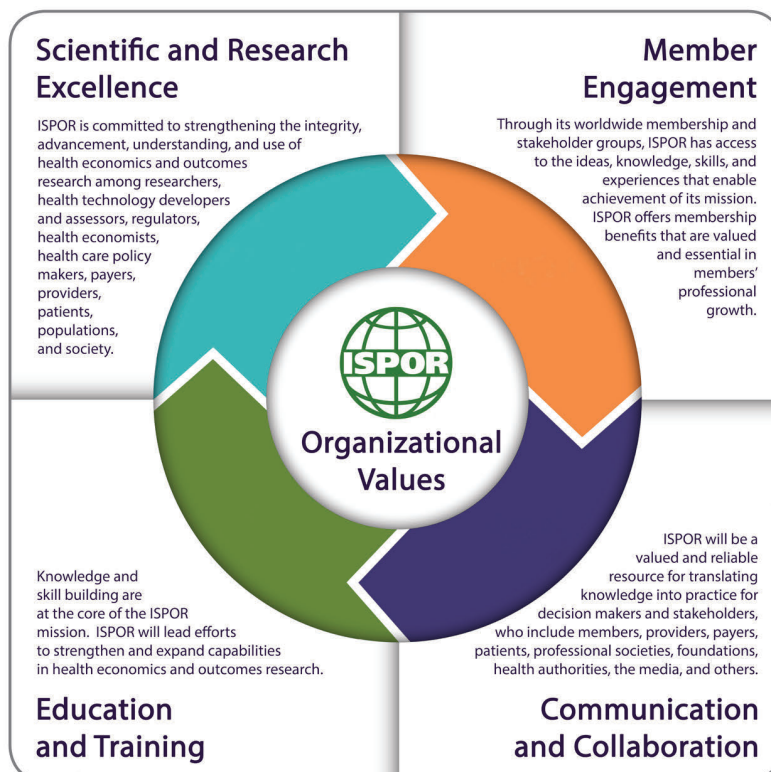 Scientific and Research
Excellence
ISPOR is committed to strengthening the integrity,
advancement, understanding, and use of
health economics and outcomes
research among researchers,
health technology developers
and assessors, regulators,
health economists,
health care policy
makers, payers,
providers,
patients,
populations,
and society.
Member
Engagement
Through its worldwide membership and
stakeholder groups, ISPOR has access
to the ideas, knowledge, skills, and
experiences that enable
achievement of its mission.
ISPOR offers membership
benefits that are valued
and essential in
members’
professional
growth.
ISPOR
Organizational
Values
Knowledge and
skill building are
at the core of the ISPOR
mission. ISPOR will lead efforts
to strengthen and expand capabilities
in health economics and outcomes research.
Education
and Training
ISPOR will be a
valued and reliable
resource for translating
knowledge into practice for
decision makers and stakeholders,
who include members, providers, payers,
patients, professional societies, foundations,
health authorities, the media, and others.
Communication
and Collaboration